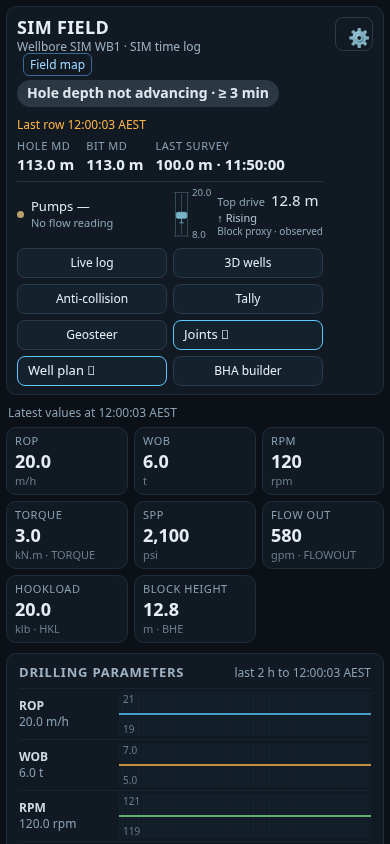 SIM FIELD
Wellbore SIM WB1 · SIM time log
Field map
Hole depth not advancing · ≥ 3 min
Last row 12:00:03 AEST
HOLE MD BIT MD LAST SURVEY
113.0 m 113.0 m 100.0 m · 11:50:00
Pumps —
No flow reading
20.0
8.0
Top drive 12.8 m
↑ Rising
Block proxy · observed
Live log
3D wells
Anti-collision
Tally
Geosteer
Joints
Well plan
BHA builder
Latest values at 12:00:03 AEST
ROP
20.0
m/h
WOB
6.0
t
RPM
120
rpm
TORQUE
3.0
kN.m · TORQUE
SPP
2,100
psi
FLOW OUT
580
gpm · FLOWOUT
HOOKLOAD
20.0
klb · HKL
BLOCK HEIGHT
12.8
m · BHE
DRILLING PARAMETERS
last 2 h to 12:00:03 AEST
ROP
20.0 m/h
21
19
WOB
6.0 t
7.0
5.0
RPM
120.0 rpm
121
119